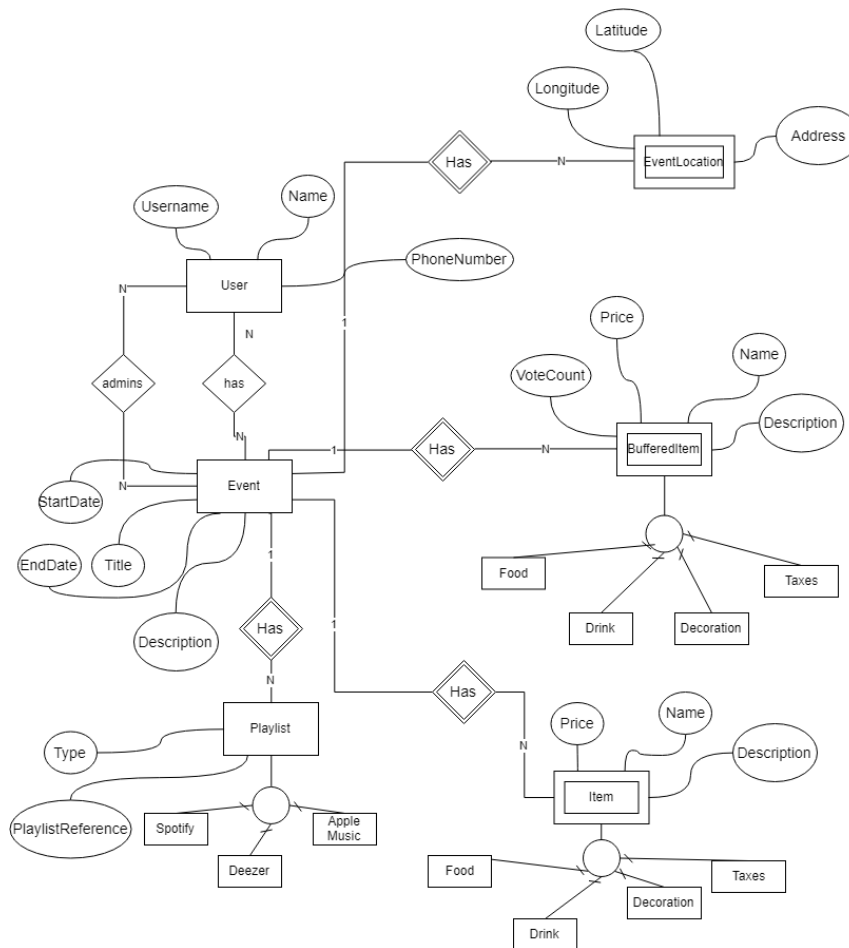 Latitude
Longitude
Address
Has
N
EventLocation
Name
Username
PhoneNumber
User
N
N
1
Price
Name
VoteCount
Description
admins
has
BufferedItem
N
1
Has
N
N
Event
StartDate
EndDate
Title
1
Description
Has
N
1
Food
Taxes
Drink
Decoration
Has
Playlist
Type
PlaylistReference
Spotify
Apple
Music
Deezer
Price
Name
Description
N
Item
Food
Taxes
Decoration
Drink